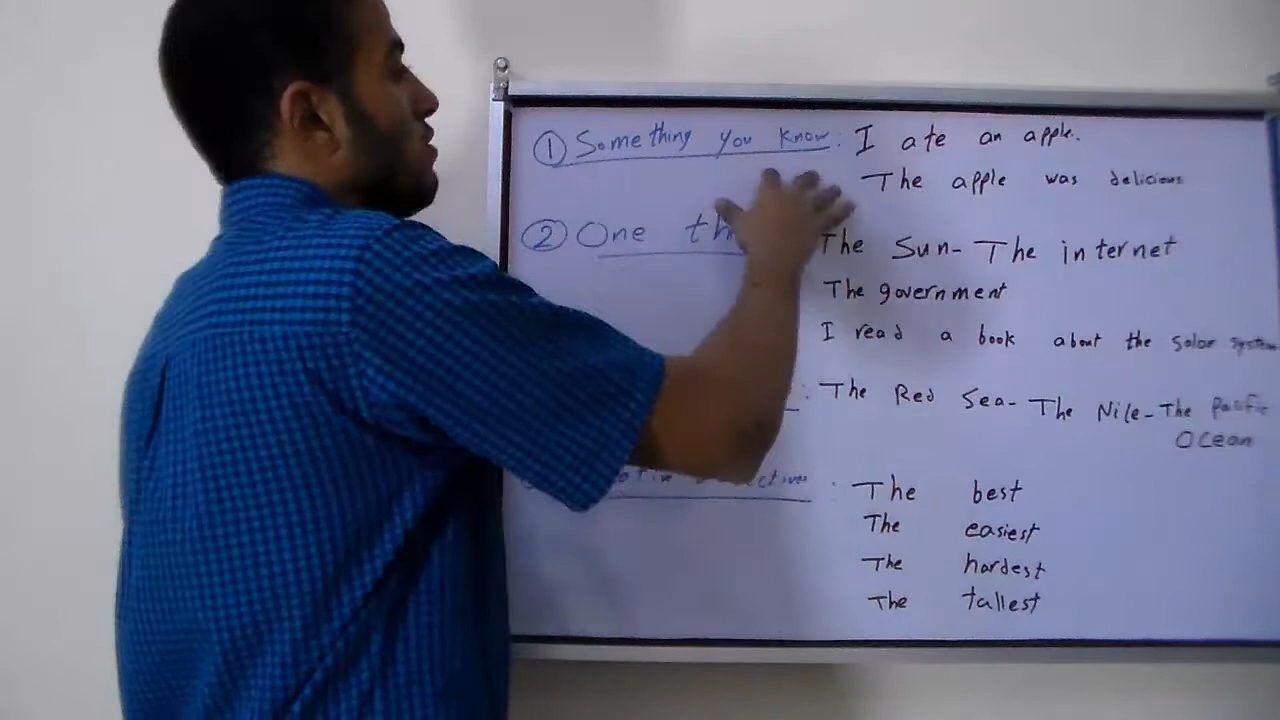 ① Something you know: I ate an apple.
The apple was delicious
② One
The Sun- The internet
The government
I read a book about the solar system
: The Red Sea- The Nile- The Pacific
Ocean
: The best
The easiest
The hardest
The tallest